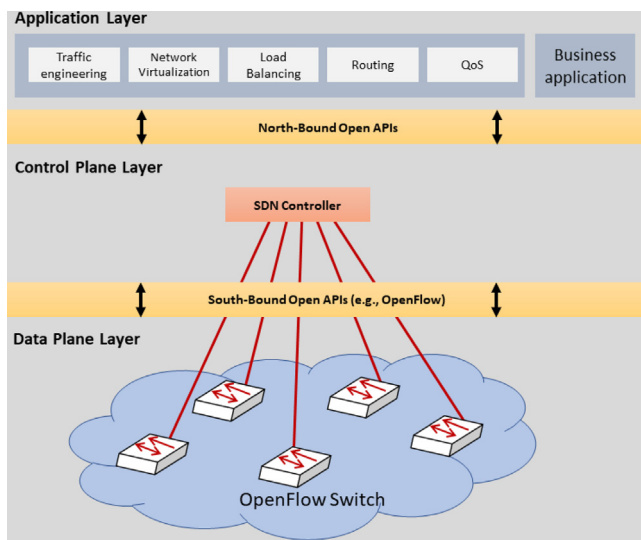 Application Layer
Traffic
engineering
Network
Virtualization
Load
Balancing
Routing
QoS
Business
application
North-Bound Open APIs
Control Plane Layer
SDN Controller
South-Bound Open APIs (e.g., OpenFlow)
Data Plane Layer
OpenFlow Switch